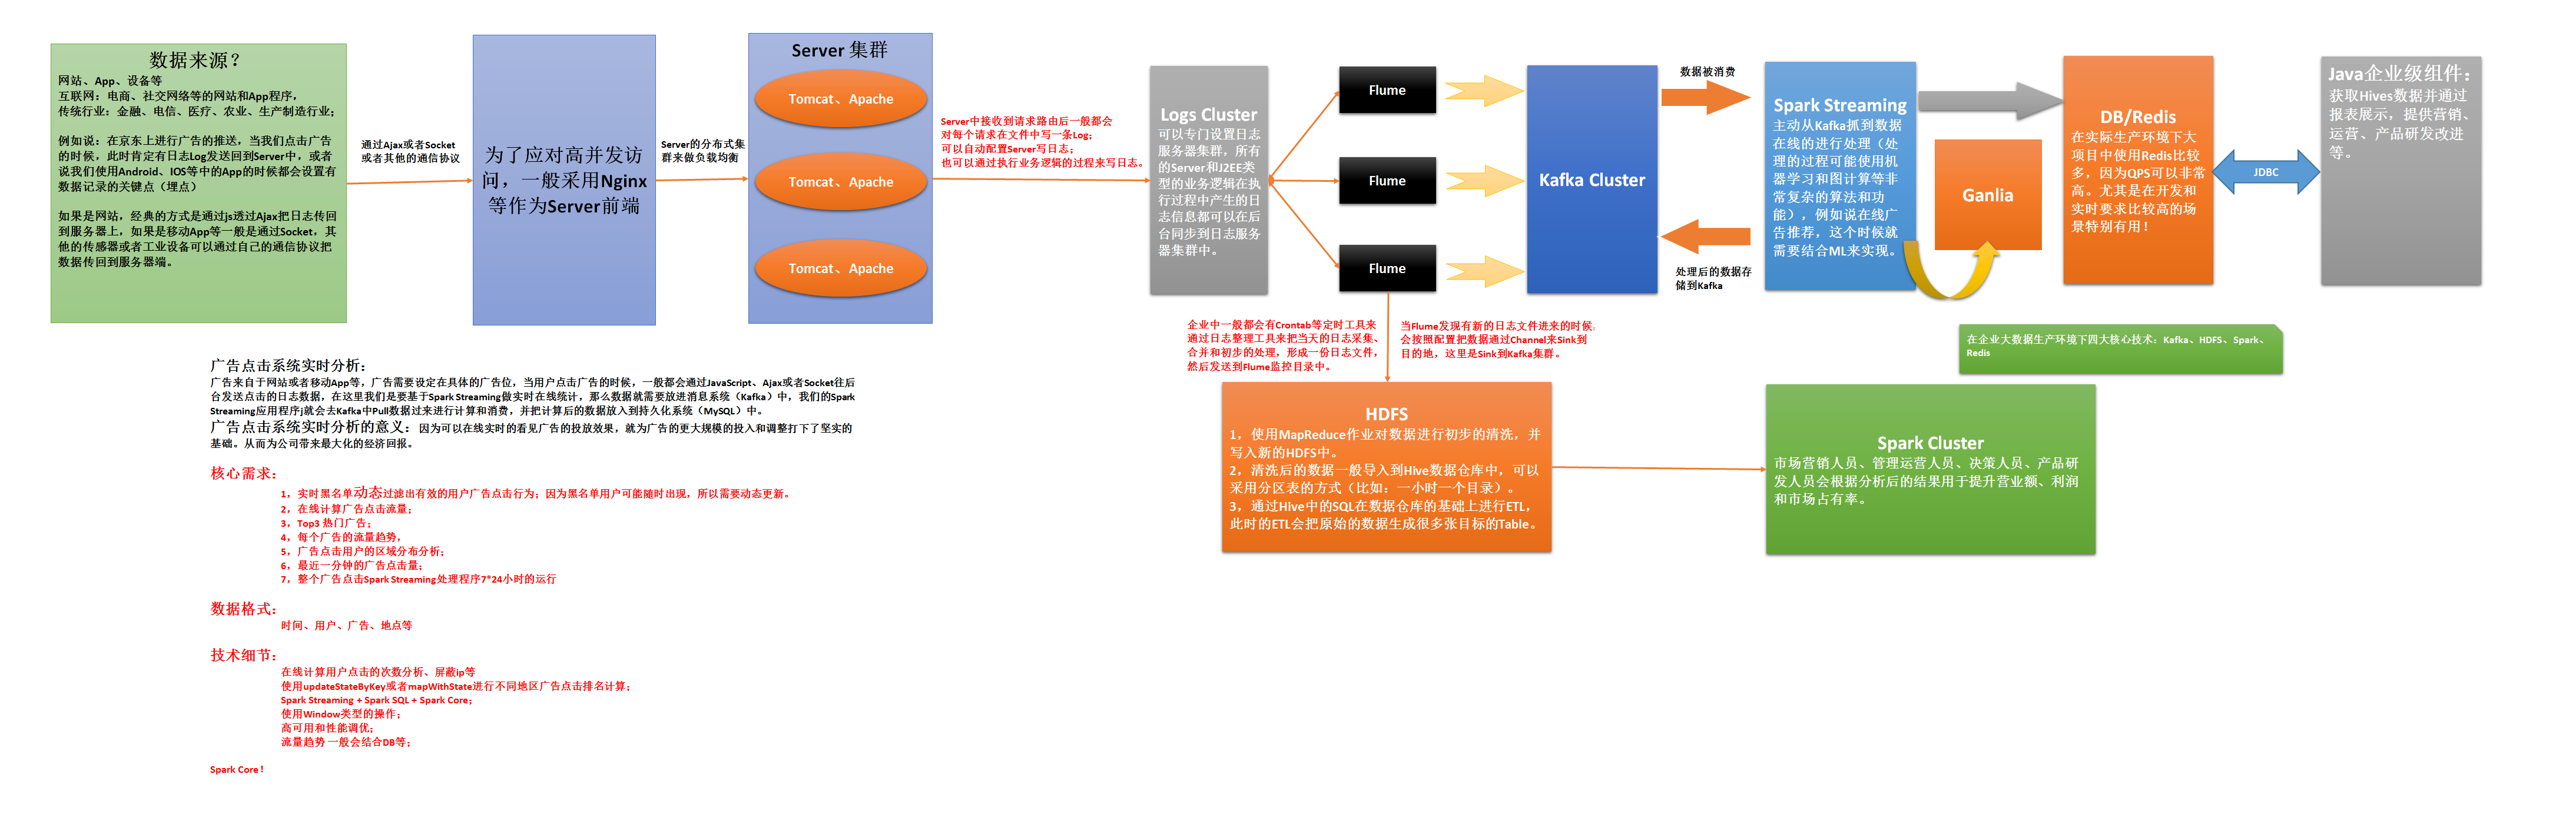 数据来源？
网站、App、设备等
互联网：电商、社交网络等的网站和App程序，
传统行业：金融、电信、医疗、农业、生产制造行业；
例如说：在京东上进行广告的推送，当我们点击广告
的时候，此时肯定有日志Log发送回到Server中，或者
说我们使用Android、IOS等中的App的时候都会设置有
数据记录的关键点（埋点）
如果是网站，经典的方式是通过js透过Ajax把日志传回
到服务器上，如果是移动App等一般是通过Socket，其
他的传感器或者工业设备可以通过自己的通信协议把
数据传回到服务器端。
通过Ajax或者Socket
或者其他的通信协议
为了应对高并发访
问，一般采用Nginx
等作为Server前端
Server的分布式集
群来做负载均衡
Server 集群
Tomcat、Apache
Tomcat、Apache
Tomcat、Apache
Server中接收到请求路由后一般都会
对每个请求在文件中写一条Log；
可以自动配置Server写日志；
也可以通过执行业务逻辑的过程来写日志。
Logs Cluster
可以专门设置日志
服务器集群，所有
的Server和J2EE类
型的业务逻辑在执
行过程中产生的日
志信息都可以在后
台同步到日志服务
器集群中。
Flume
Flume
Flume
Kafka Cluster
数据被消费
处理后的数据存
储到Kafka
Spark Streaming
主动从Kafka抓到数据
在线的进行处理（处
理的过程可能使用机
器学习和图计算等非
常复杂的算法和功
能），例如说在线广
告推荐，这个时候就
需要结合ML来实现。
Ganlia
DB/Redis
在实际生产环境下大
项目中使用Redis比较
多，因为QPS可以非常
高。尤其是在开发和
实时要求比较高的场
景特别有用！
JDBC
Java企业级组件：
获取Hives数据并通过
报表展示，提供营销、
运营、产品研发改进
等。
企业中一般都会有Crontab等定时工具来
通过日志整理工具来把当天的日志采集、
合并和初步的处理，形成一份日志文件，
然后发送到Flume监控目录中。
当Flume发现有新的日志文件进来的时候，
会按照配置把数据通过Channel来Sink到
目的地，这里是Sink到Kafka集群。
在企业大数据生产环境下四大核心技术：Kafka、HDFS、Spark、
Redis
HDFS
1，使用MapReduce作业对数据进行初步的清洗，并
写入新的HDFS中。
2，清洗后的数据一般导入到Hive数据仓库中，可以
采用分区表的方式（比如：一小时一个目录）。
3，通过Hive中的SQL在数据仓库的基础上进行ETL，
此时的ETL会把原始的数据生成很多张目标的Table。
Spark Cluster
市场营销人员、管理运营人员、决策人员、产品研
发人员会根据分析后的结果用于提升营业额、利润
和市场占有率。
广告点击系统实时分析：
广告来自于网站或者移动App等，广告需要设定在具体的广告位，当用户点击广告的时候，一般都会通过JavaScript、Ajax或者Socket往后
台发送点击的日志数据，在这里我们是要基于Spark Streaming做实时在线统计，那么数据就需要放进消息系统（Kafka）中，我们的Spark
Streaming应用程序j就会去Kafka中Pull数据过来进行计算和消费，并把计算后的数据放入到持久化系统（MySQL）中。
广告点击系统实时分析的意义：因为可以在线实时的看见广告的投放效果，就为广告的更大规模的投入和调整打下了坚实的
基础。从而为公司带来最大化的经济回报。
核心需求：
1，实时黑名单动态过滤出有效的用户广告点击行为；因为黑名单用户可能随时出现，所以需要动态更新。
2，在线计算广告点击流量；
3，Top3 热门广告；
4，每个广告的流量趋势，
5，广告点击用户的区域分布分析；
6，最近一分钟的广告点击量；
7，整个广告点击Spark Streaming处理程序7*24小时的运行
数据格式：
时间、用户、广告、地点等
技术细节：
在线计算用户点击的次数分析、屏蔽ip等
使用updateStateByKey或者mapWithState进行不同地区广告点击排名计算；
Spark Streaming + Spark SQL + Spark Core；
使用Window类型的操作；
高可用和性能调优；
流量趋势 一般会结合DB等；
Spark Core！